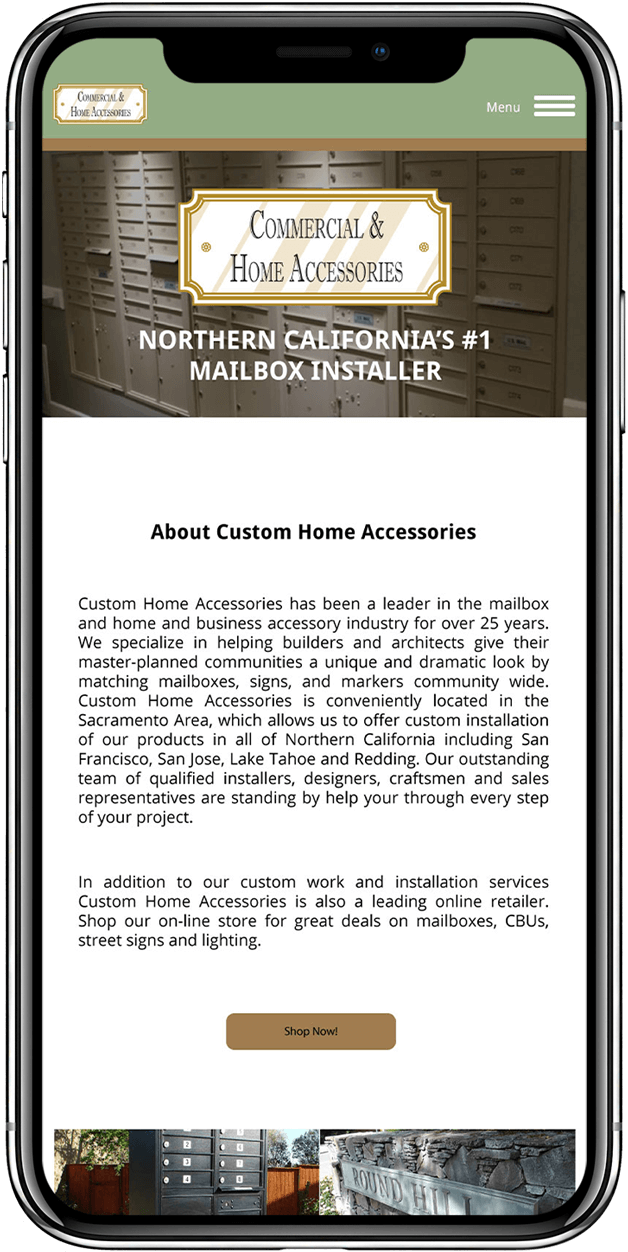 Commercial &
Home Accessories
Menu
Commercial &
Home Accessories
NORTHERN CALIFORNIA’S #1
MAILBOX INSTALLER
About Custom Home Accessories
Custom Home Accessories has been a leader in the mailbox
and home and business accessory industry for over 25 years.
We specialize in helping builders and architects give their
master-planned communities a unique and dramatic look by
matching mailboxes, signs, and markers community wide.
Custom Home Accessories is conveniently located in the
Sacramento Area, which allows us to offer custom installation
of our products in all of Northern California including San
Francisco, San Jose, Lake Tahoe and Redding. Our outstanding
team of qualified installers, designers, craftsmen and sales
representatives are standing by help your through every step
of your project.
In addition to our custom work and installation services
Custom Home Accessories is also a leading online retailer.
Shop our on-line store for great deals on mailboxes, CBUs,
street signs and lighting.
Shop Now!
2 6
3 7
4 8
ROUND HILL